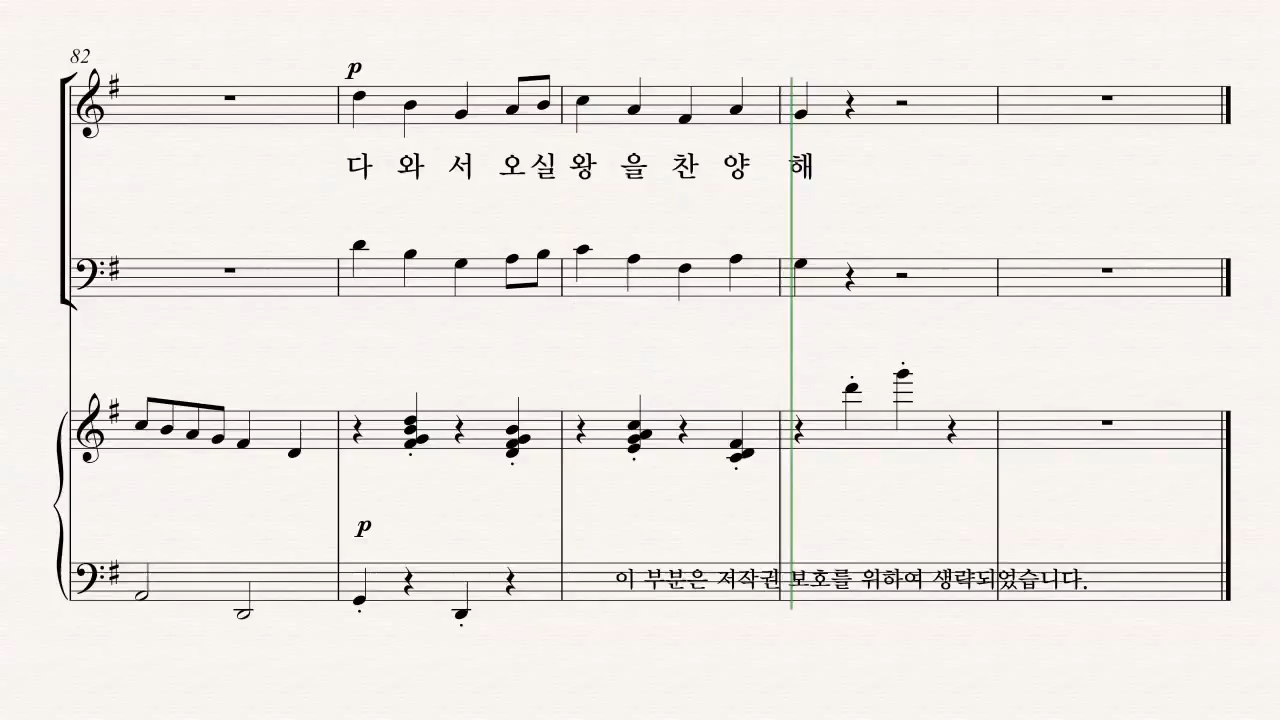 82
p
다 와 서 오 실 왕 을 찬 양 해
p
이 부분은 저작권 보호를 위하여 생략되었습니다.